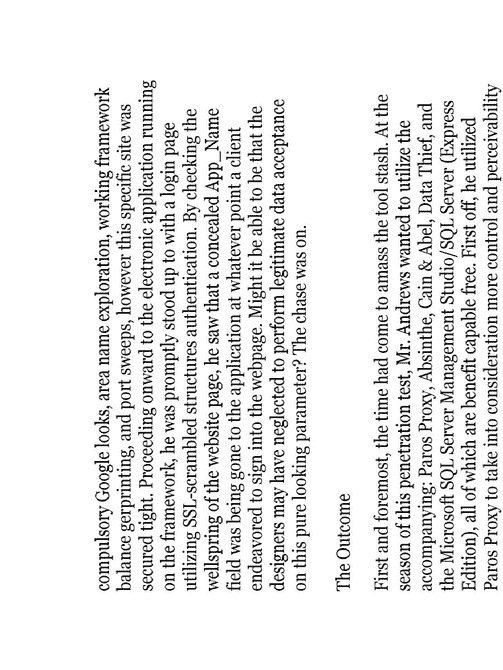 compulsory Google looks, area name exploration, working framework
balance gerprinting, and port sweeps, however this specific site was
secured tight. Proceeding onward to the electronic application running
on the framework, he was promptly stood up to with a login page
utilizing SSL-scrambled structures authentication. By checking the
wellspring of the website page, he saw that a concealed App_Name
field was being gone to the application at whatever point a client
endeavored to sign into the webpage. Might it be able to be that the
designers may have neglected to perform legitimate data acceptance
on this pure looking parameter? The chase was on.
The Outcome
First and foremost, the time had come to amass the tool stash. At the
season of this penetration test, Mr. Andrews wanted to utilize the
accompanying: Paros Proxy, Absinthe, Cain & Abel, Data Thief, and
the Microsoft SQL Server Management Studio/SQL Server (Express
Edition), all of which are benefit capable free. First off, he utilized
Paros Proxy to take into consideration more control and perceivability